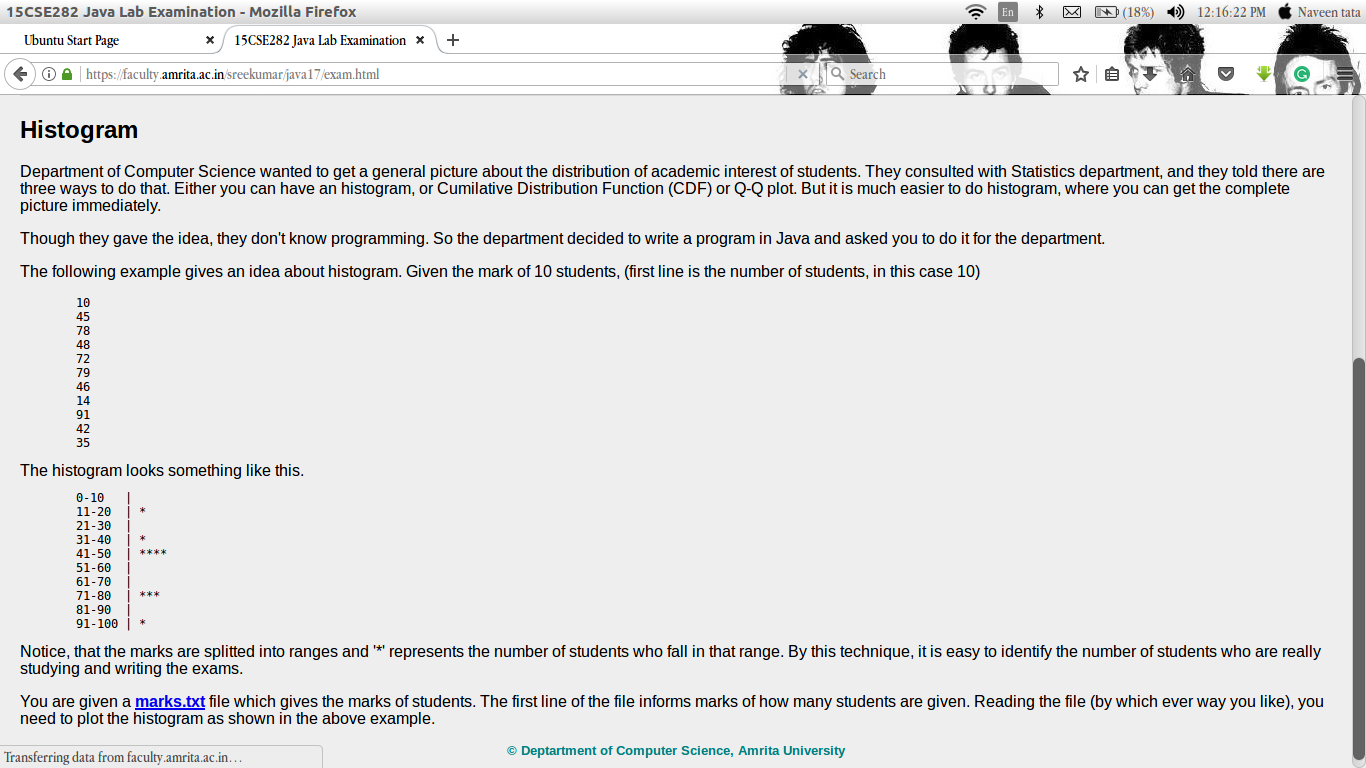 15CSE282 Java Lab Examination - Mozilla Firefox
En
(18%)
12:16:22 PM
Naveen tata
Ubuntu Start Page
15CSE282 Java Lab Examination
https://faculty.amrita.ac.in/sreekumar/java17/exam.html
Search
Histogram
Department of Computer Science wanted to get a general picture about the distribution of academic interest of students. They consulted with Statistics department, and they told there are
three ways to do that. Either you can have an histogram, or Cumilative Distribution Function (CDF) or Q-Q plot. But it is much easier to do histogram, where you can get the complete
picture immediately.
Though they gave the idea, they don't know programming. So the department decided to write a program in Java and asked you to do it for the department.
The following example gives an idea about histogram. Given the mark of 10 students, (first line is the number of students, in this case 10)
10
45
78
48
72
79
46
14
91
42
35
The histogram looks something like this.
0-10   |
11-20  | *
21-30  |
31-40  | *
41-50  | ****
51-60  |
61-70  |
71-80  | ***
81-90  |
91-100 | *
Notice, that the marks are splitted into ranges and '*' represents the number of students who fall in that range. By this technique, it is easy to identify the number of students who are really
studying and writing the exams.
You are given a marks.txt file which gives the marks of students. The first line of the file informs marks of how many students are given. Reading the file (by which ever way you like), you
need to plot the histogram as shown in the above example.
© Deptartment of Computer Science, Amrita University
Transferring data from faculty.amrita.ac.in…